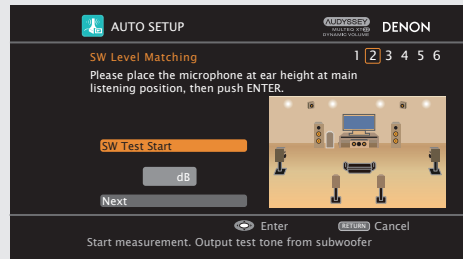 AUTO SETUP
AUDYSSEY
MULTEQ XT
DYNAMIC VOLUME
DENON
SW Level Matching
1 2 3 4 5 6
Please place the microphone at ear height at main
listening position, then push ENTER.
SW Test Start
dB
Next
Enter
RETURN Cancel
Start measurement. Output test tone from subwoofer